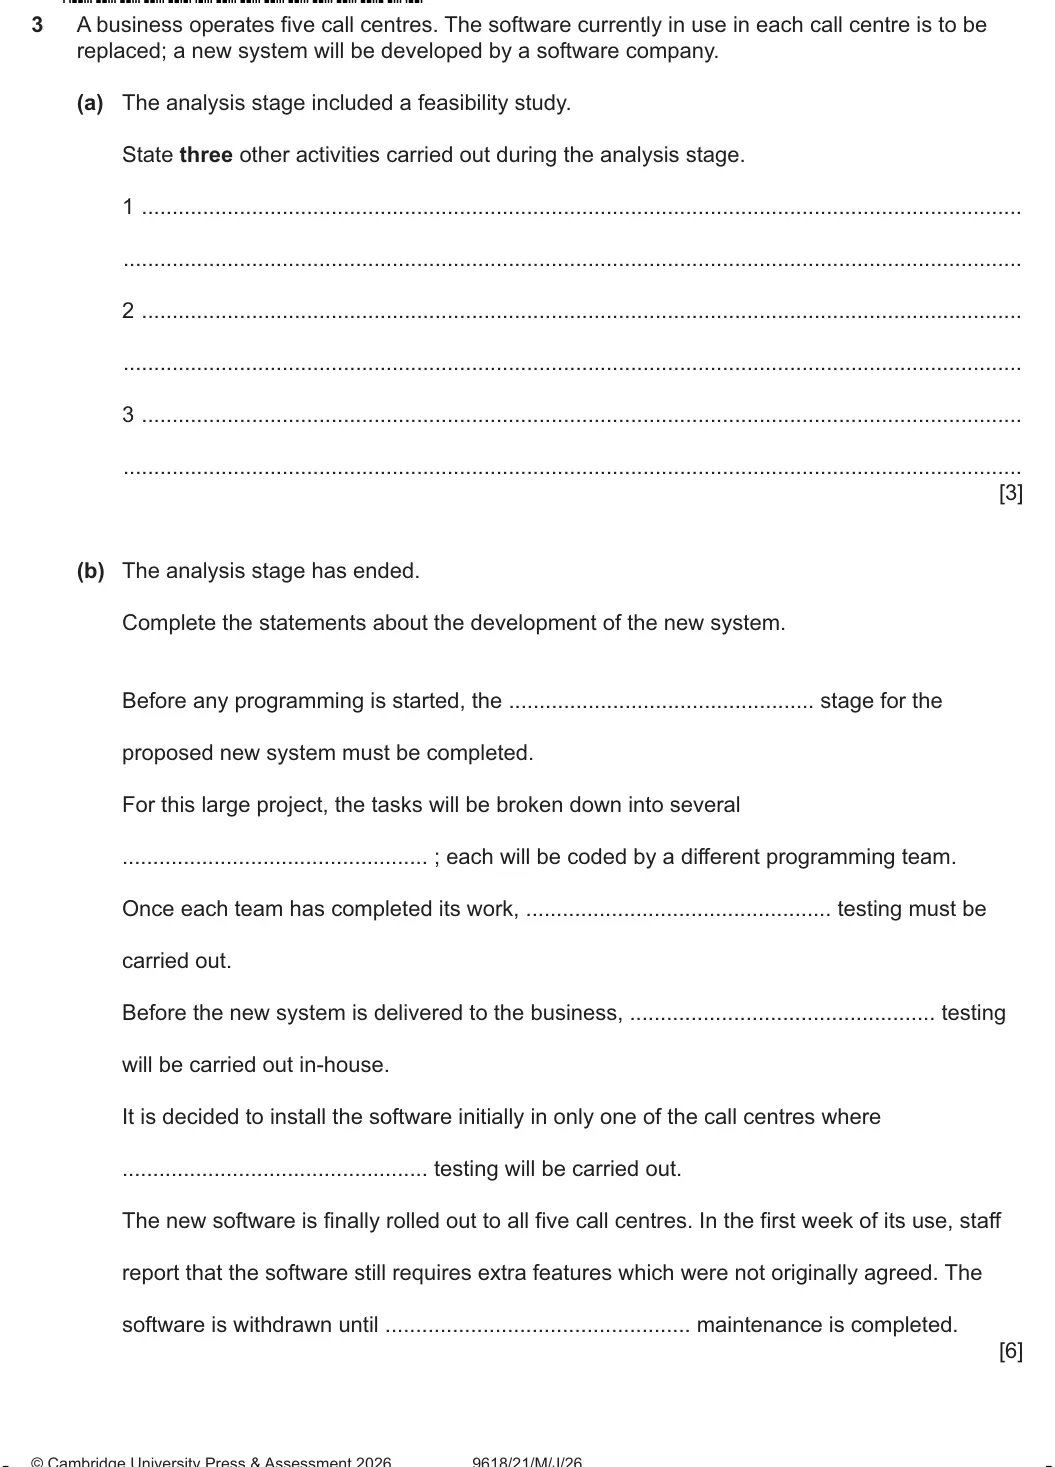 3 A business operates five call centres. The software currently in use in each call centre is to be
replaced; a new system will be developed by a software company.
(a) The analysis stage included a feasibility study.
State three other activities carried out during the analysis stage.
1 ................................................................................................................................................
...................................................................................................................................................
2 ................................................................................................................................................
...................................................................................................................................................
3 ................................................................................................................................................
...................................................................................................................................................
[3]
(b) The analysis stage has ended.
Complete the statements about the development of the new system.
Before any programming is started, the .................................................. stage for the
proposed new system must be completed.
For this large project, the tasks will be broken down into several
.................................................. ; each will be coded by a different programming team.
Once each team has completed its work, .................................................. testing must be
carried out.
Before the new system is delivered to the business, .................................................. testing
will be carried out in-house.
It is decided to install the software initially in only one of the call centres where
.................................................. testing will be carried out.
The new software is finally rolled out to all five call centres. In the first week of its use, staff
report that the software still requires extra features which were not originally agreed. The
software is withdrawn until .................................................. maintenance is completed.
[6]
© Cambridge University Press & Assessment 2026 9618/21/M/J/26